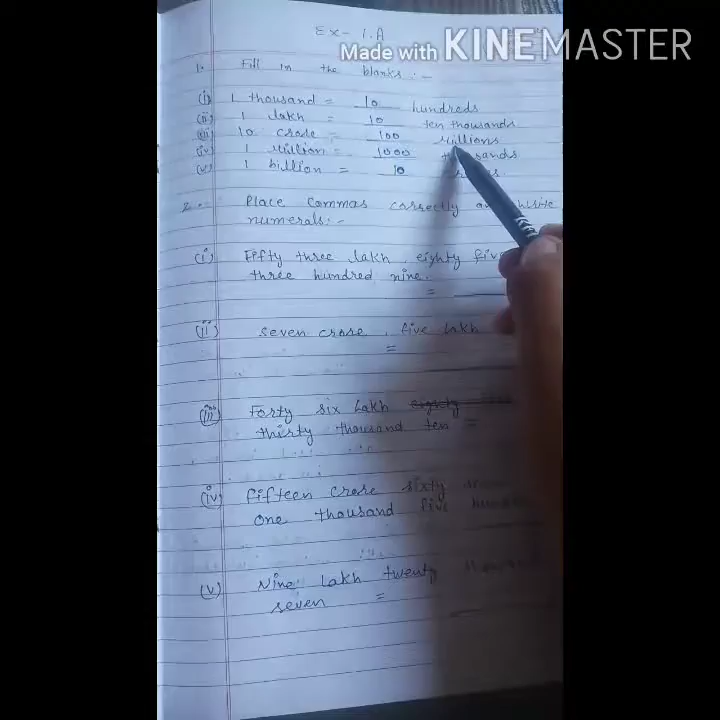 Ex - 1.A
Made with KINEMASTER
1. Fill in the blanks :-
(i) 1 thousand = 10 hundreds
(ii) 1 lakh = 10 ten thousands
(iii) 10 crore = 100 Millions
(iv) 1 Million = 1000 thousands
(v) 1 billion = 10
2. Place Commas correctly write
numerals :-
(i) Fifty three lakh, eighty five
three hundred nine.
=
(ii) seven crore, five lakh
=
(iii) Forty six lakh
thirty thousand ten =
(iv) fifteen crore sixty
one thousand five
(v) Nine lakh twenty
seven =